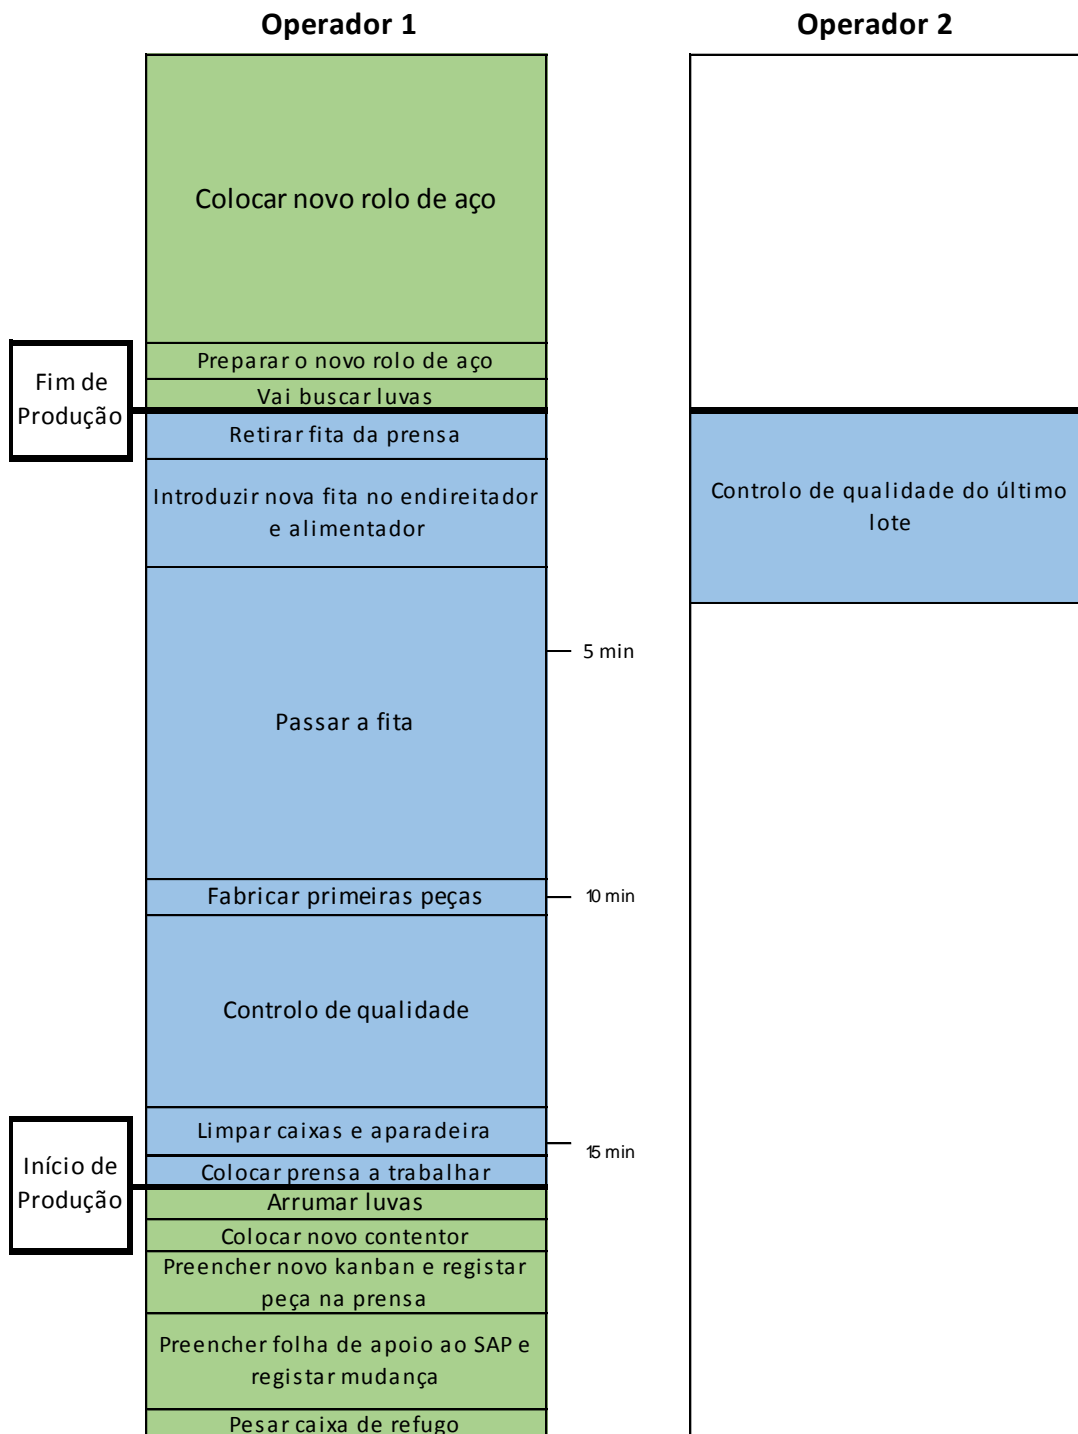 Operador 1
Operador 2
Colocar novo rolo de aço
Preparar o novo rolo de aço
Vai buscar luvas
Fim de
Produção
Retirar fita da prensa
Introduzir nova fita no endireitador
e alimentador
Controlo de qualidade do último
lote
5 min
Passar a fita
Fabricar primeiras peças
10 min
Controlo de qualidade
Limpar caixas e aparadeira
15 min
Colocar prensa a trabalhar
Início de
Produção
Arrumar luvas
Colocar novo contentor
Preencher novo kanban e registar
peça na prensa
Preencher folha de apoio ao SAP e
registar mudança
Pesar caixa de refugo